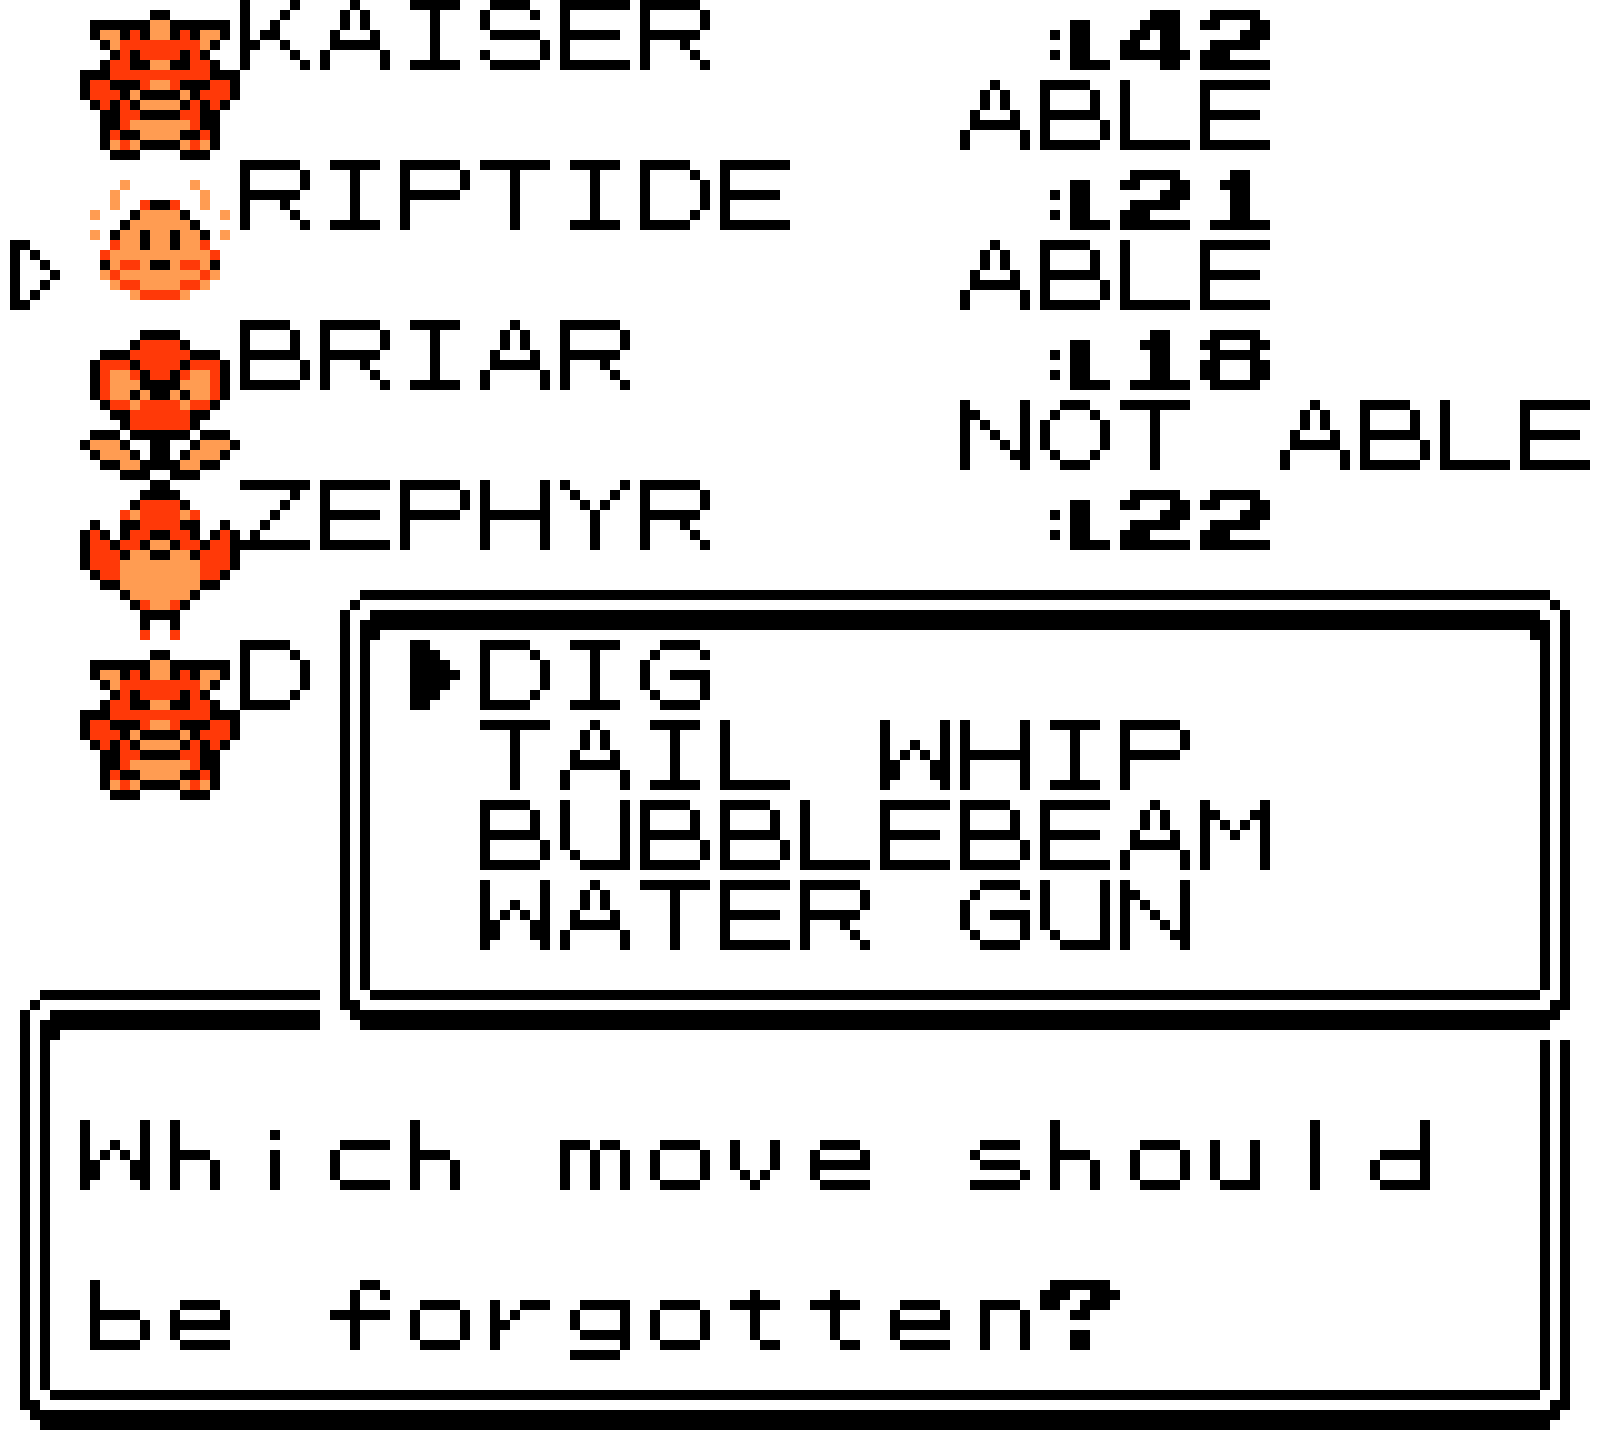 KAISER :L42
ABLE
RIPTIDE :L21
ABLE
BRIAR :L18
NOT ABLE
ZEPHYR :L22
D
DIG
TAIL WHIP
BUBBLEBEAM
WATER GUN
Which move should
be forgotten?